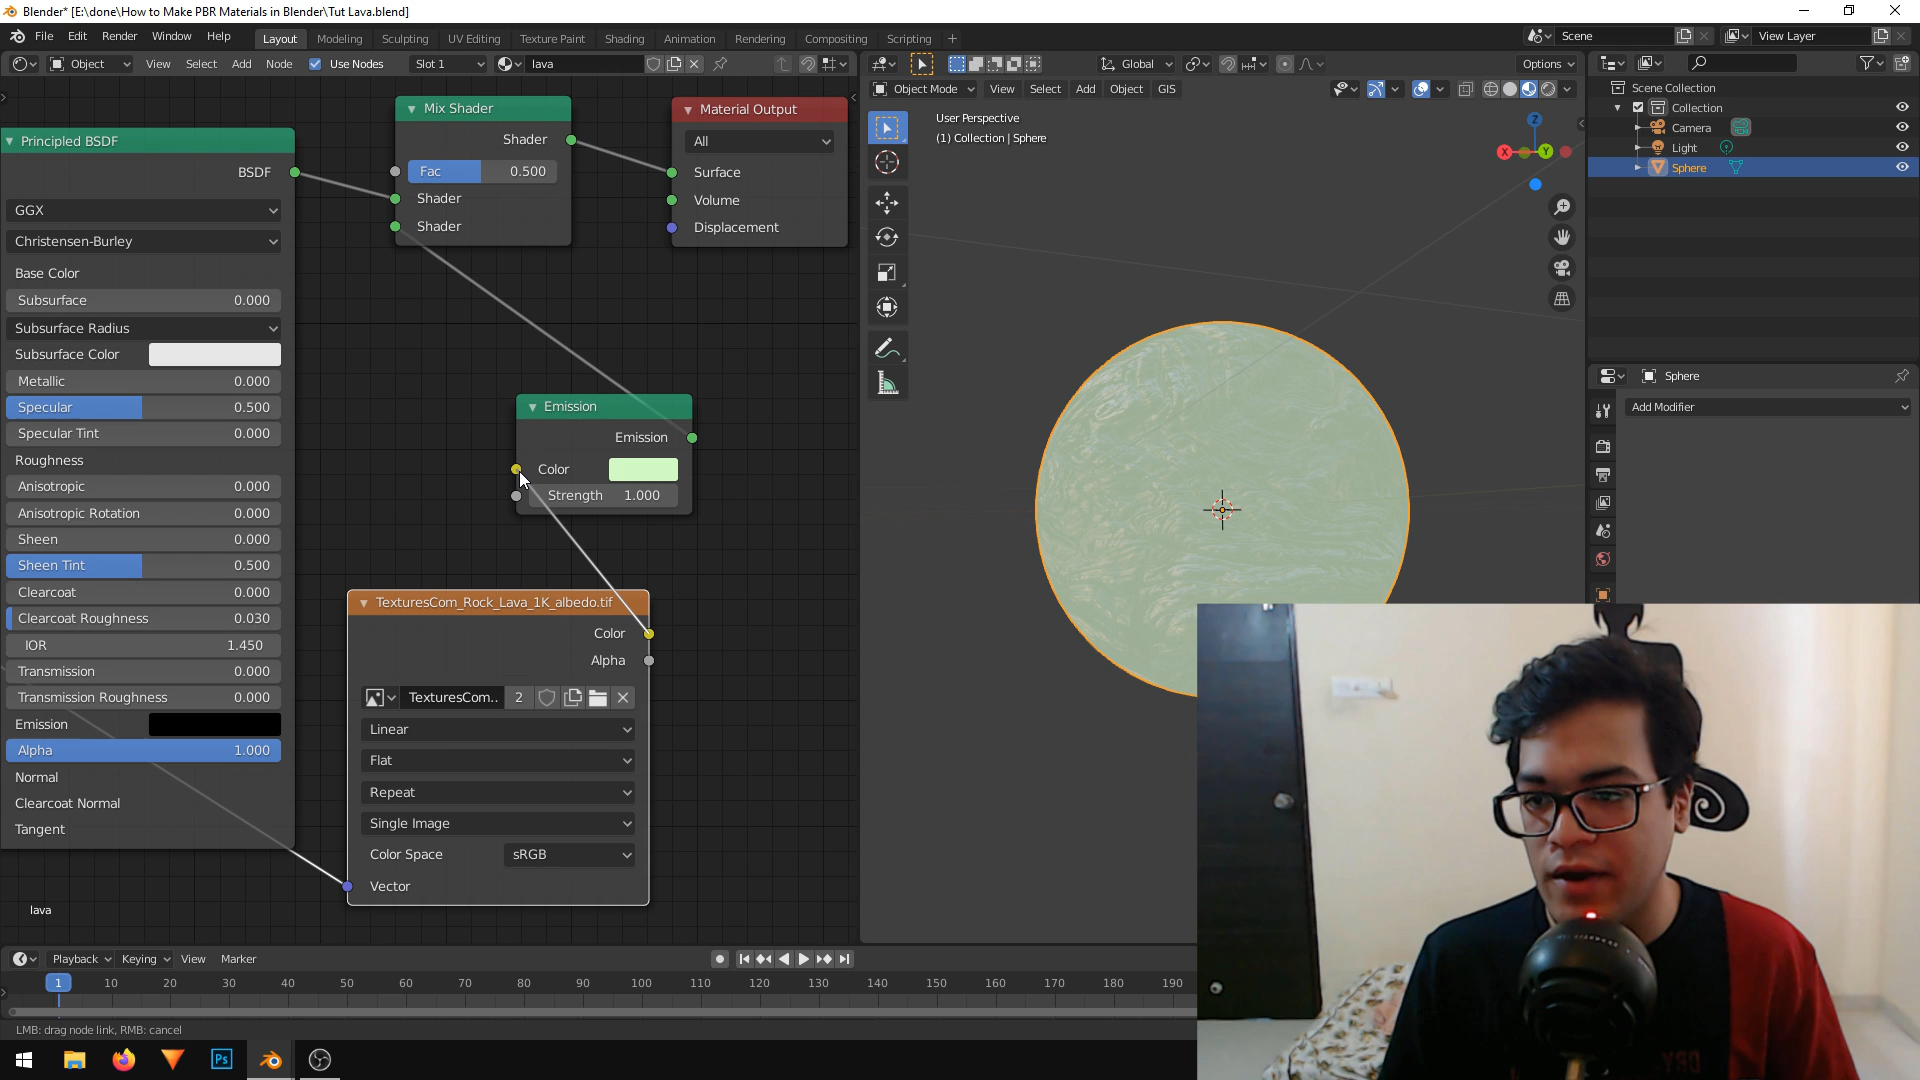 Blender* [E:\done\How to Make PBR Materials in Blender\Tut Lava.blend]
File Edit Render Window Help Layout Modeling Sculpting UV Editing Texture Paint Shading Animation Rendering Compositing Scripting + Scene View Layer
Object View Select Add Node Use Nodes Slot 1 lava Global Options
Object Mode View Select Add Object GIS
User Perspective
(1) Collection | Sphere
Z
X
Y
Scene Collection
Collection
Camera
Light
Sphere
Sphere
Add Modifier
Principled BSDF
BSDF
GGX
Christensen-Burley
Base Color
Subsurface 0.000
Subsurface Radius
Subsurface Color
Metallic 0.000
Specular 0.500
Specular Tint 0.000
Roughness
Anisotropic 0.000
Anisotropic Rotation 0.000
Sheen 0.000
Sheen Tint 0.500
Clearcoat 0.000
Clearcoat Roughness 0.030
IOR 1.450
Transmission 0.000
Transmission Roughness 0.000
Emission
Alpha 1.000
Normal
Clearcoat Normal
Tangent
Mix Shader
Shader
Fac 0.500
Shader
Shader
Material Output
All
Surface
Volume
Displacement
Emission
Emission
Color
Strength 1.000
TexturesCom_Rock_Lava_1K_albedo.tif
Color
Alpha
TexturesCom.. 2
Linear
Flat
Repeat
Single Image
Color Space sRGB
Vector
lava
Playback Keying View Marker
1 10 20 30 40 50 60 70 80 90 100 110 120 130 140 150 160 170 180 190
LMB: drag node link, RMB: cancel
Ps